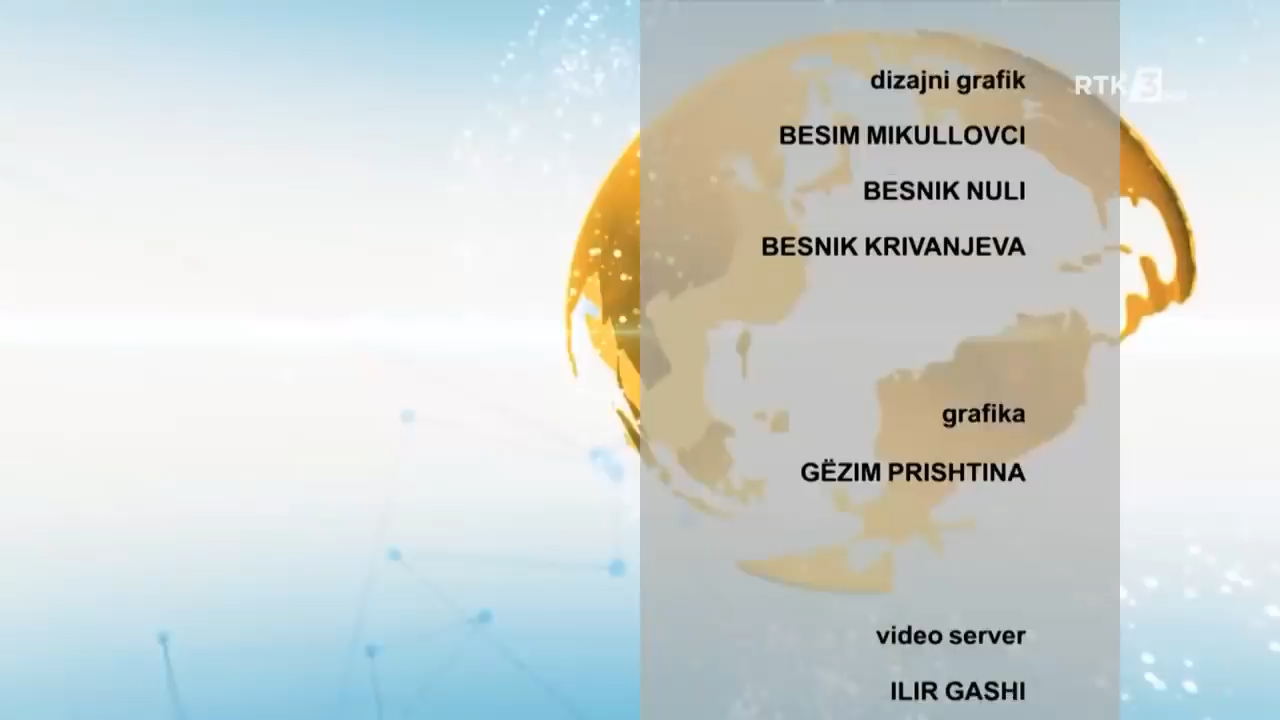 dizajni grafik
RTK 3
BESIM MIKULLOVCI
BESNIK NULI
BESNIK KRIVANJEVA
grafika
GËZIM PRISHTINA
video server
ILIR GASHI